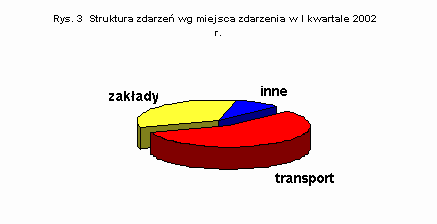 Rys. 3 Struktura zdarzeń wg miejsca zdarzenia w I kwartale 2002
r.
inne
zakłady
transport